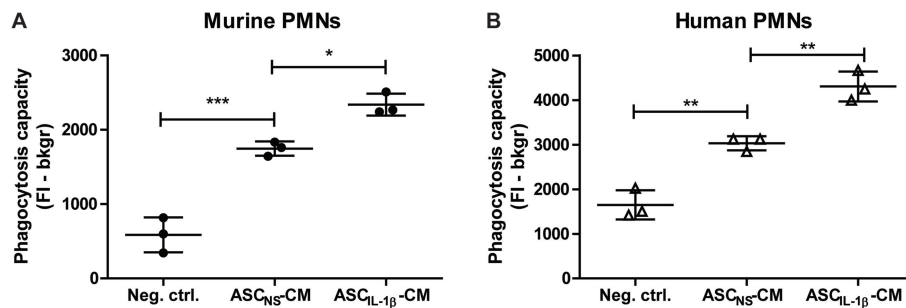 A
Murine PMNs
Phagocytosis capacity
(FI - bkgr)
3000
2000
1000
0
***
*
Neg. ctrl.
ASCNS-CM
ASCIL-1β-CM
B
Human PMNs
Phagocytosis capacity
(FI - bkgr)
5000
4000
3000
2000
1000
0
**
**
Neg. ctrl.
ASCNS-CM
ASCIL-1β-CM